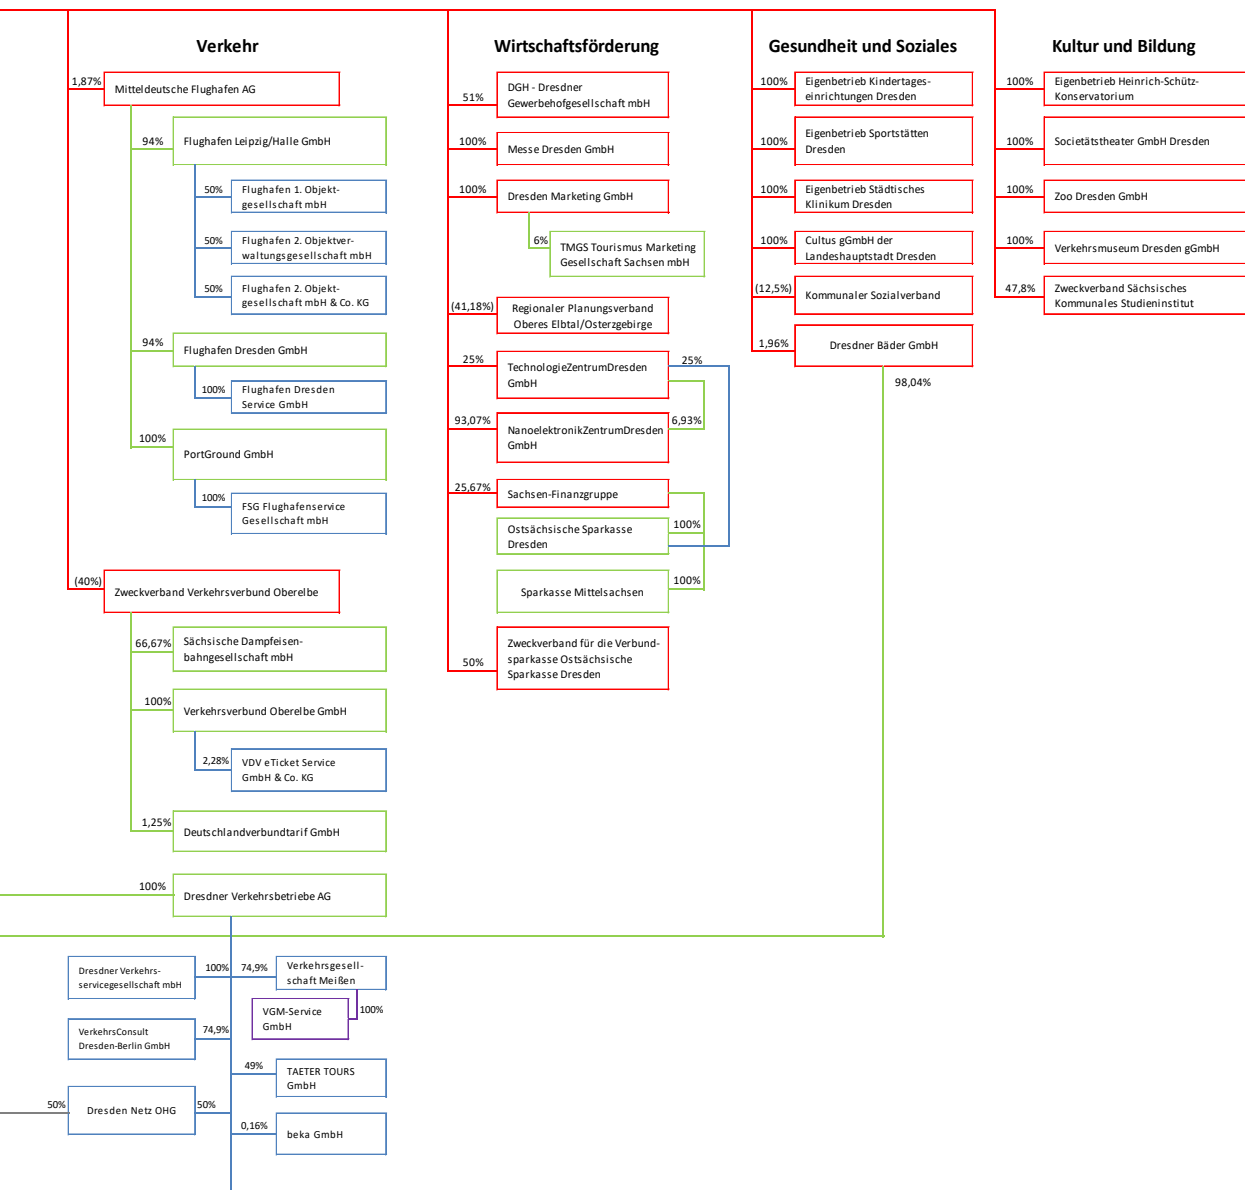 Verkehr
1,87%
Mitteldeutsche Flughafen AG
94%
Flughafen Leipzig/Halle GmbH
50%
Flughafen 1. Objekt-
gesellschaft mbH
50%
Flughafen 2. Objektver-
waltungsgesellschaft mbH
50%
Flughafen 2. Objekt-
gesellschaft mbH & Co. KG
94%
Flughafen Dresden GmbH
100%
Flughafen Dresden
Service GmbH
100%
PortGround GmbH
100%
FSG Flughafenservice
Gesellschaft mbH
(40%)
Zweckverband Verkehrsverbund Oberelbe
66,67%
Sächsische Dampfeisen-
bahngesellschaft mbH
100%
Verkehrsverbund Oberelbe GmbH
2,28%
VDV eTicket Service
GmbH & Co. KG
1,25%
Deutschlandverbundtarif GmbH
100%
Dresdner Verkehrsbetriebe AG
Dresdner Verkehrs-
servicegesellschaft mbH
100%
74,9%
Verkehrsgesell-
schaft Meißen
VGM-Service
GmbH
100%
VerkehrsConsult
Dresden-Berlin GmbH
74,9%
49%
TAETER TOURS
GmbH
50%
Dresden Netz OHG
50%
0,16%
beka GmbH
Wirtschaftsförderung
51%
DGH - Dresdner
Gewerbehofgesellschaft mbH
100%
Messe Dresden GmbH
100%
Dresden Marketing GmbH
6%
TMGS Tourismus Marketing
Gesellschaft Sachsen mbH
(41,18%)
Regionaler Planungsverband
Oberes Elbtal/Osterzgebirge
25%
TechnologieZentrumDresden
GmbH
25%
93,07%
NanoelektronikZentrumDresden
GmbH
6,93%
25,67%
Sachsen-Finanzgruppe
Ostsächsische Sparkasse
Dresden
100%
Sparkasse Mittelsachsen
100%
50%
Zweckverband für die Verbund-
sparkasse Ostsächsische
Sparkasse Dresden
Gesundheit und Soziales
100%
Eigenbetrieb Kindertages-
einrichtungen Dresden
100%
Eigenbetrieb Sportstätten
Dresden
100%
Eigenbetrieb Städtisches
Klinikum Dresden
100%
Cultus gGmbH der
Landeshauptstadt Dresden
(12,5%)
Kommunaler Sozialverband
1,96%
Dresdner Bäder GmbH
98,04%
Kultur und Bildung
100%
Eigenbetrieb Heinrich-Schütz-
Konservatorium
100%
Societätstheater GmbH Dresden
100%
Zoo Dresden GmbH
100%
Verkehrsmuseum Dresden gGmbH
47,8%
Zweckverband Sächsisches
Kommunales Studieninstitut